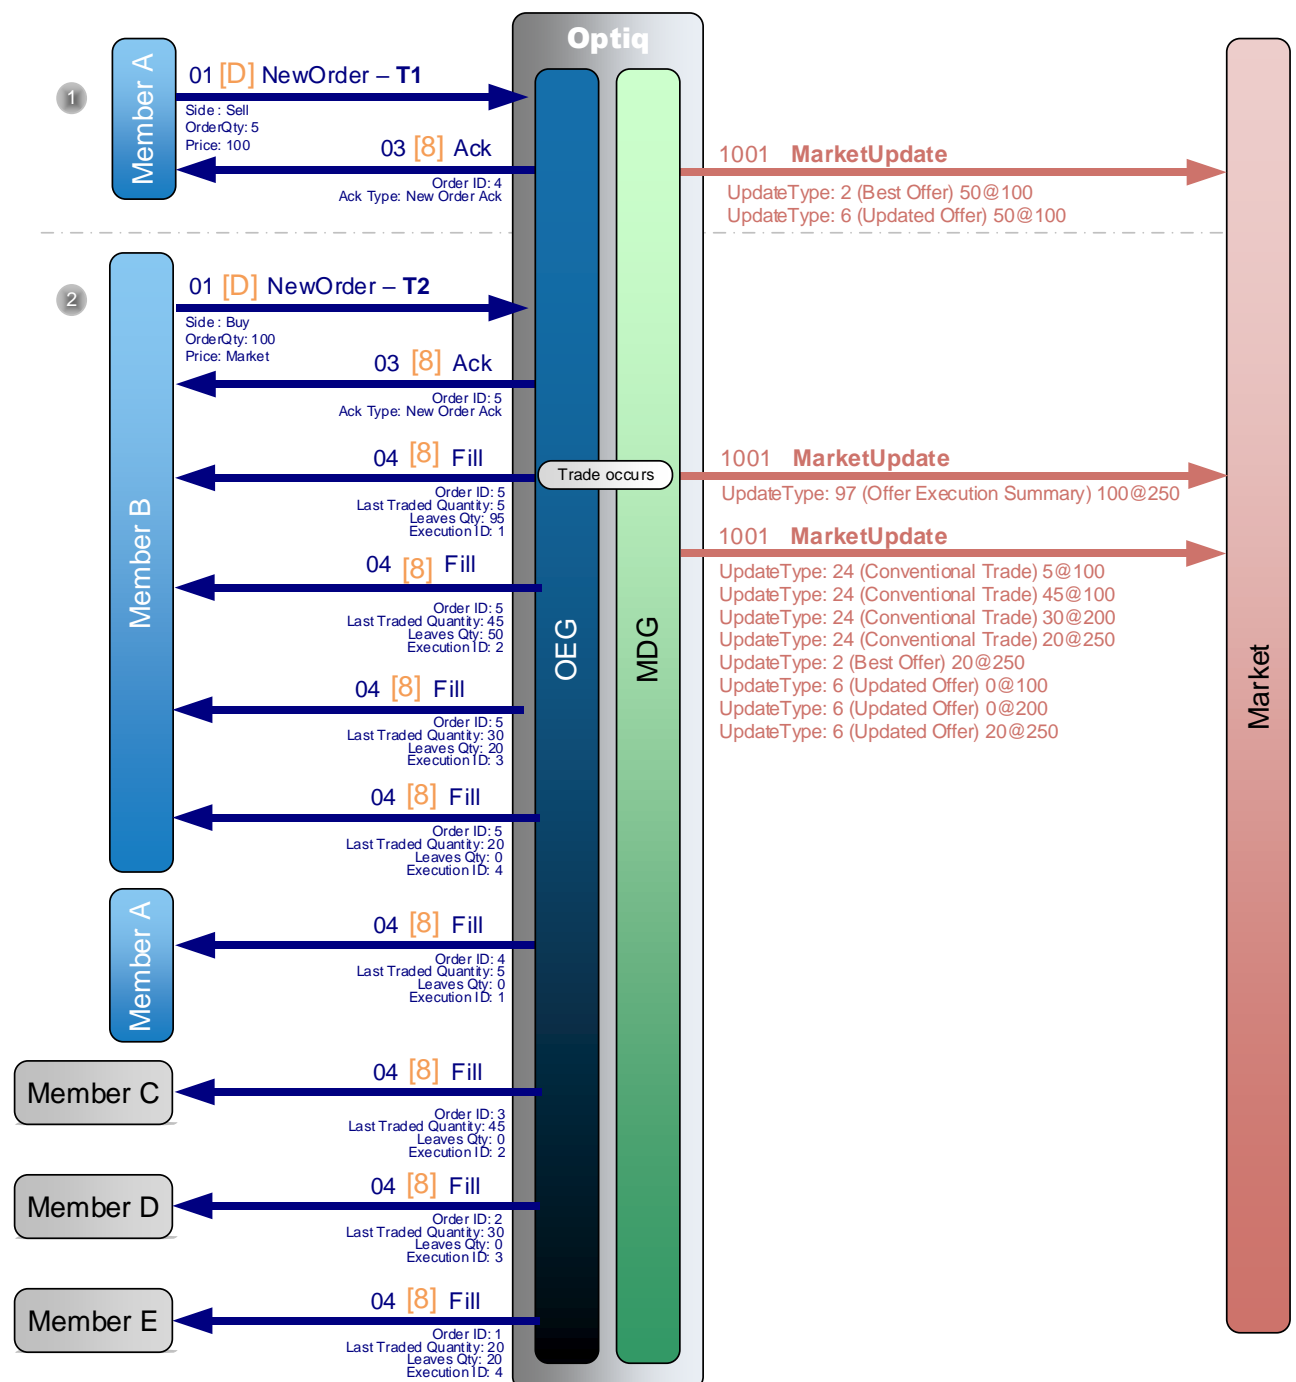 Optiq
Member A
1
01 [D] NewOrder – T1
Side : Sell
OrderQty: 5
Price: 100
03 [8] Ack
Order ID: 4
Ack Type: New Order Ack
1001 MarketUpdate
UpdateType: 2 (Best Offer) 50@100
UpdateType: 6 (Updated Offer) 50@100
2
Member B
01 [D] NewOrder – T2
Side : Buy
OrderQty: 100
Price: Market
03 [8] Ack
Order ID: 5
Ack Type: New Order Ack
04 [8] Fill
Order ID: 5
Last Traded Quantity: 5
Leaves Qty: 95
Execution ID: 1
Trade occurs
1001 MarketUpdate
UpdateType: 97 (Offer Execution Summary) 100@250
1001 MarketUpdate
UpdateType: 24 (Conventional Trade) 5@100
UpdateType: 24 (Conventional Trade) 45@100
UpdateType: 24 (Conventional Trade) 30@200
UpdateType: 24 (Conventional Trade) 20@250
UpdateType: 2 (Best Offer) 20@250
UpdateType: 6 (Updated Offer) 0@100
UpdateType: 6 (Updated Offer) 0@200
UpdateType: 6 (Updated Offer) 20@250
04 [8] Fill
Order ID: 5
Last Traded Quantity: 45
Leaves Qty: 50
Execution ID: 2
OEG
MDG
Market
04 [8] Fill
Order ID: 5
Last Traded Quantity: 30
Leaves Qty: 20
Execution ID: 3
04 [8] Fill
Order ID: 5
Last Traded Quantity: 20
Leaves Qty: 0
Execution ID: 4
Member A
04 [8] Fill
Order ID: 4
Last Traded Quantity: 5
Leaves Qty: 0
Execution ID: 1
Member C
04 [8] Fill
Order ID: 3
Last Traded Quantity: 45
Leaves Qty: 0
Execution ID: 2
Member D
04 [8] Fill
Order ID: 2
Last Traded Quantity: 30
Leaves Qty: 0
Execution ID: 3
Member E
04 [8] Fill
Order ID: 1
Last Traded Quantity: 20
Leaves Qty: 20
Execution ID: 4